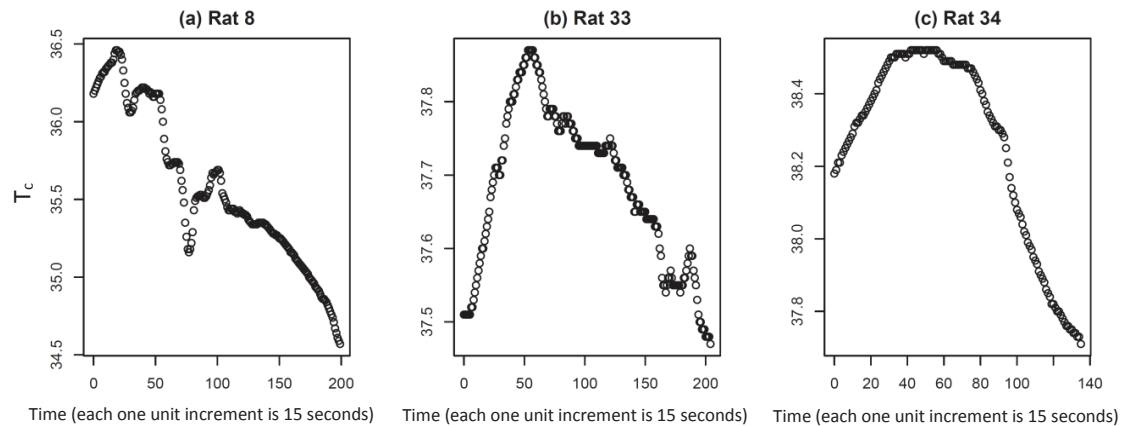 (a) Rat 8
(b) Rat 33
(c) Rat 34
Tc
36.5
36.0
35.5
35.0
34.5
37.8
37.7
37.6
37.5
38.4
38.2
38.0
37.8
0 50 100 150 200
0 50 100 150 200
0 20 40 60 80 100 140
Time (each one unit increment is 15 seconds)
Time (each one unit increment is 15 seconds)
Time (each one unit increment is 15 seconds)